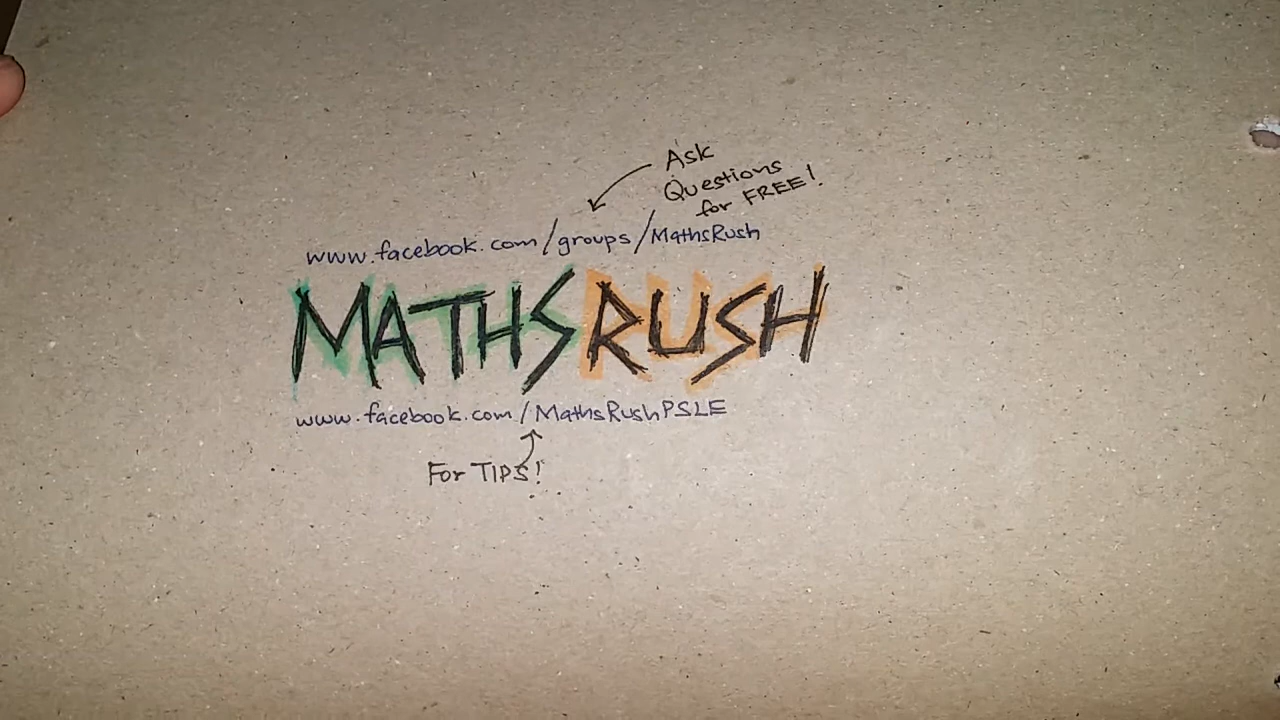 Ask
Questions
for FREE!
www.facebook.com/groups/MathsRush
MATHSRUSH
www.facebook.com/MathsRushPSLE
For TIPS!